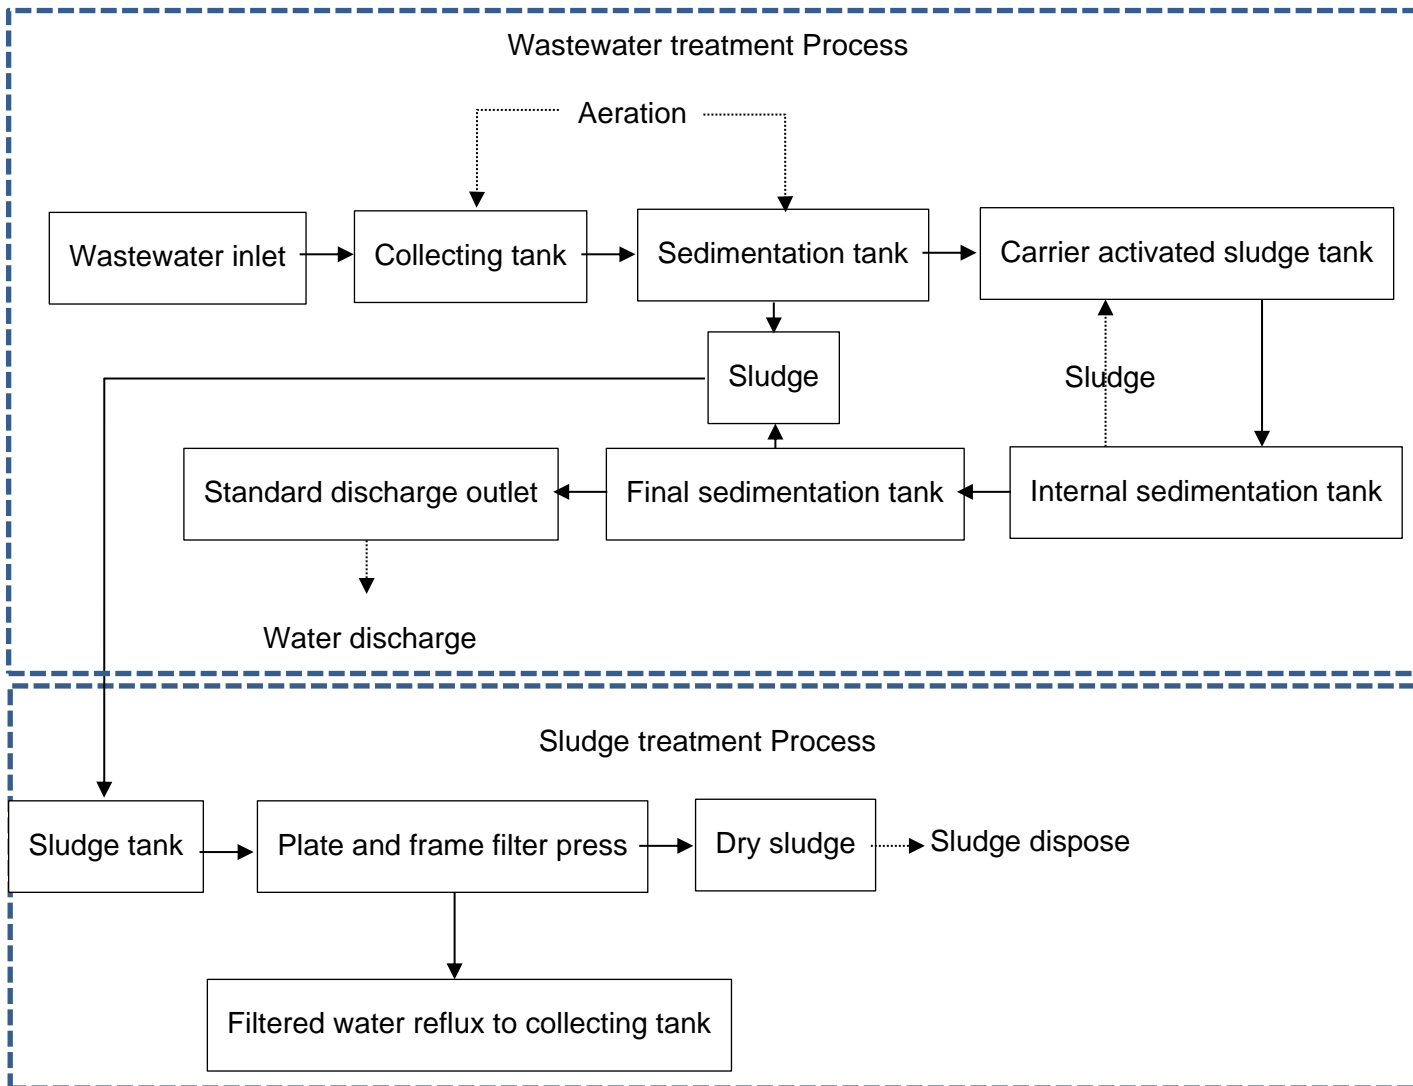 Wastewater treatment Process
Aeration
Wastewater inlet
Collecting tank
Sedimentation tank
Carrier activated sludge tank
Sludge
Sludge
Standard discharge outlet
Final sedimentation tank
Internal sedimentation tank
Water discharge
Sludge treatment Process
Sludge tank
Plate and frame filter press
Dry sludge
Sludge dispose
Filtered water reflux to collecting tank